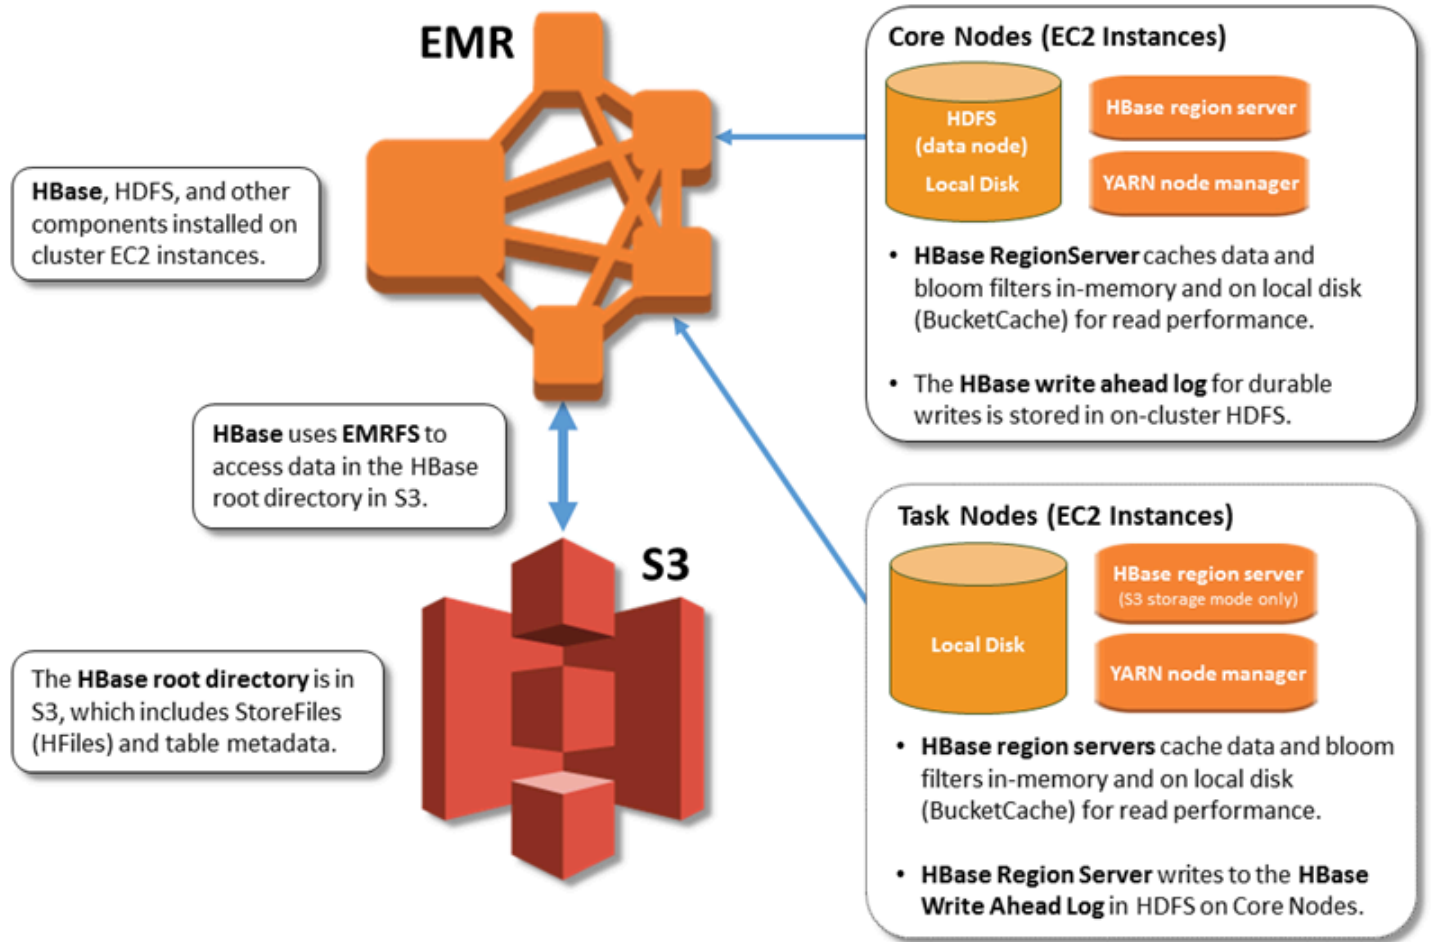 EMR
HBase, HDFS, and other
components installed on
cluster EC2 instances.
HBase uses EMRFS to
access data in the HBase
root directory in S3.
S3
The HBase root directory is in
S3, which includes StoreFiles
(HFiles) and table metadata.
Core Nodes (EC2 Instances)
HDFS
(data node)
Local Disk
HBase region server
YARN node manager
• HBase RegionServer caches data and
bloom filters in-memory and on local disk
(BucketCache) for read performance.
• The HBase write ahead log for durable
writes is stored in on-cluster HDFS.
Task Nodes (EC2 Instances)
Local Disk
HBase region server
(S3 storage mode only)
YARN node manager
• HBase region servers cache data and bloom
filters in-memory and on local disk
(BucketCache) for read performance.
• HBase Region Server writes to the HBase
Write Ahead Log in HDFS on Core Nodes.